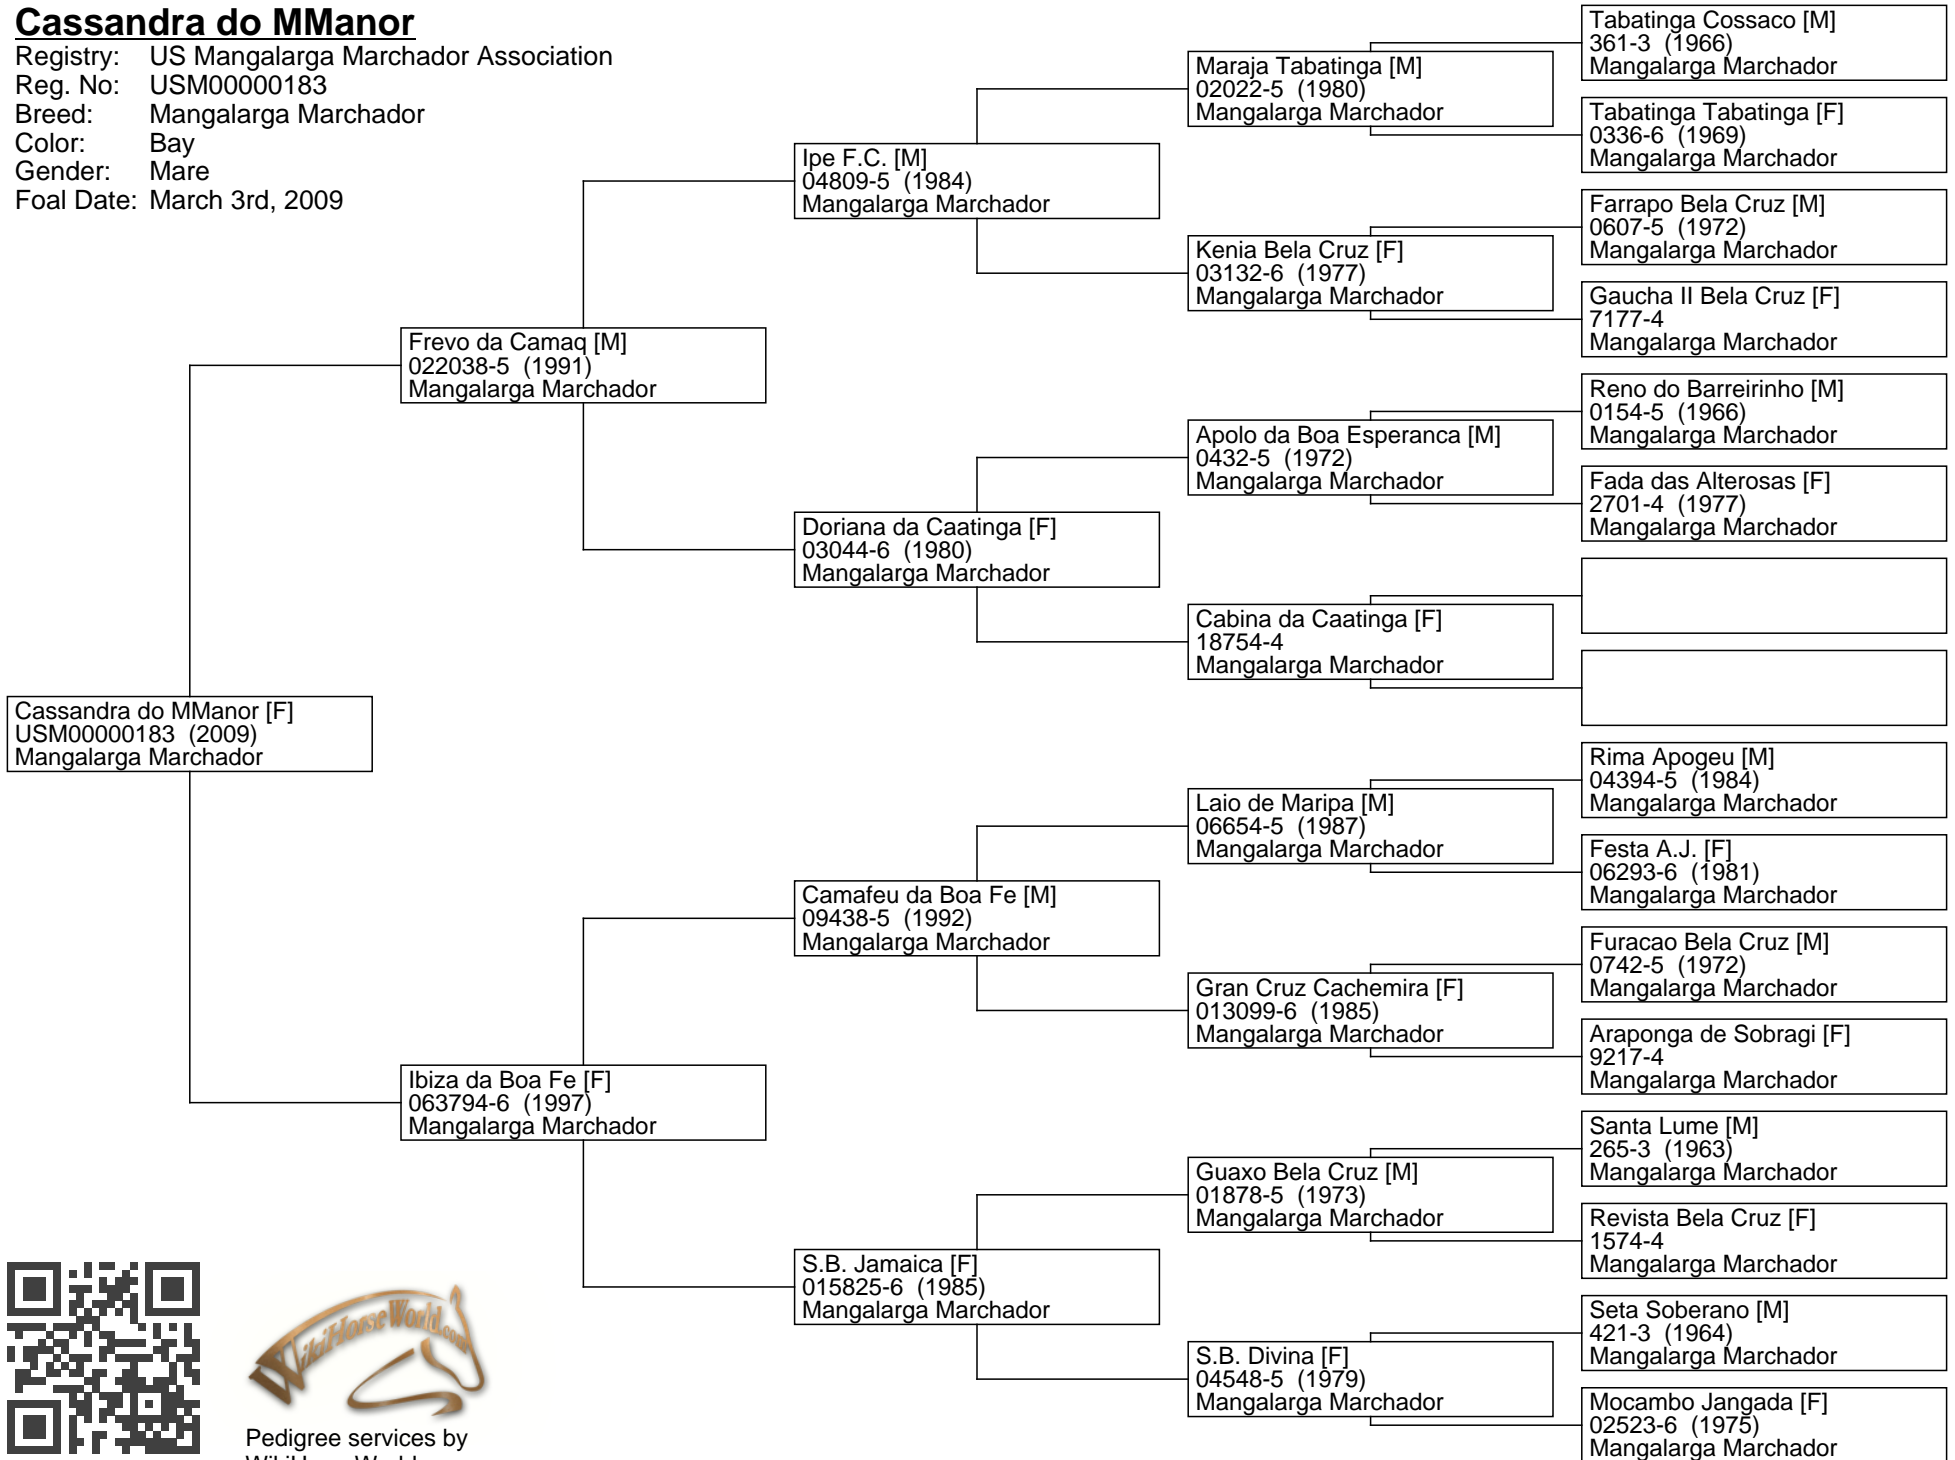 Cassandra do MManor
Registry: US Mangalarga Marchador Association
Reg. No: USM00000183
Breed: Mangalarga Marchador
Color: Bay
Gender: Mare
Foal Date: March 3rd, 2009
Cassandra do MManor [F]
USM00000183 (2009)
Mangalarga Marchador
Frevo da Camaq [M]
022038-5 (1991)
Mangalarga Marchador
Ibiza da Boa Fe [F]
063794-6 (1997)
Mangalarga Marchador
Ipe F.C. [M]
04809-5 (1984)
Mangalarga Marchador
Doriana da Caatinga [F]
03044-6 (1980)
Mangalarga Marchador
Camafeu da Boa Fe [M]
09438-5 (1992)
Mangalarga Marchador
S.B. Jamaica [F]
015825-6 (1985)
Mangalarga Marchador
Maraja Tabatinga [M]
02022-5 (1980)
Mangalarga Marchador
Kenia Bela Cruz [F]
03132-6 (1977)
Mangalarga Marchador
Apolo da Boa Esperanca [M]
0432-5 (1972)
Mangalarga Marchador
Cabina da Caatinga [F]
18754-4
Mangalarga Marchador
Laio de Maripa [M]
06654-5 (1987)
Mangalarga Marchador
Gran Cruz Cachemira [F]
013099-6 (1985)
Mangalarga Marchador
Guaxo Bela Cruz [M]
01878-5 (1973)
Mangalarga Marchador
S.B. Divina [F]
04548-5 (1979)
Mangalarga Marchador
Tabatinga Cossaco [M]
361-3 (1966)
Mangalarga Marchador
Tabatinga Tabatinga [F]
0336-6 (1969)
Mangalarga Marchador
Farrapo Bela Cruz [M]
0607-5 (1972)
Mangalarga Marchador
Gaucha II Bela Cruz [F]
7177-4
Mangalarga Marchador
Reno do Barreirinho [M]
0154-5 (1966)
Mangalarga Marchador
Fada das Alterosas [F]
2701-4 (1977)
Mangalarga Marchador
Rima Apogeu [M]
04394-5 (1984)
Mangalarga Marchador
Festa A.J. [F]
06293-6 (1981)
Mangalarga Marchador
Furacao Bela Cruz [M]
0742-5 (1972)
Mangalarga Marchador
Araponga de Sobragi [F]
9217-4
Mangalarga Marchador
Santa Lume [M]
265-3 (1963)
Mangalarga Marchador
Revista Bela Cruz [F]
1574-4
Mangalarga Marchador
Seta Soberano [M]
421-3 (1964)
Mangalarga Marchador
Mocambo Jangada [F]
02523-6 (1975)
Mangalarga Marchador
WikiHorseWorld.com
Pedigree services by